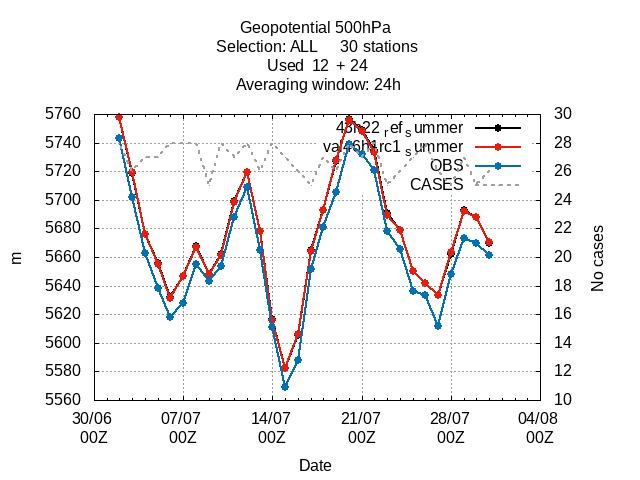 Geopotential 500hPa
Selection: ALL 30 stations
Used 12 + 24
Averaging window: 24h
5760
5740
5720
5700
5680
5660
5640
5620
5600
5580
5560
m
30
28
26
24
22
20
18
16
14
12
10
No cases
43h22_ref_summer
OBS
CASES
30/06 07/07 14/07 21/07 28/07 04/08
00Z 00Z 00Z 00Z 00Z 00Z
Date